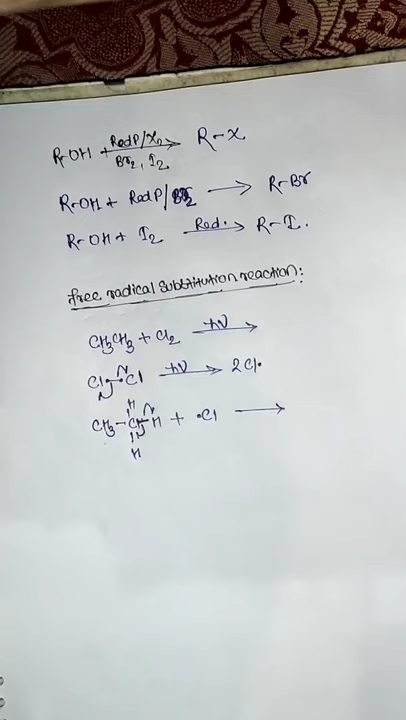 R-OH + Red P/X2 / Br2, I2 → R-X
R-OH + Red P/Br2 → R-Br
R-OH + I2 Red. → R-I.
free radical substitution reaction:
CH3CH3 + Cl2 hν →
Cl-Cl hν → 2Cl•
H
CH3-C-H + •Cl →
H